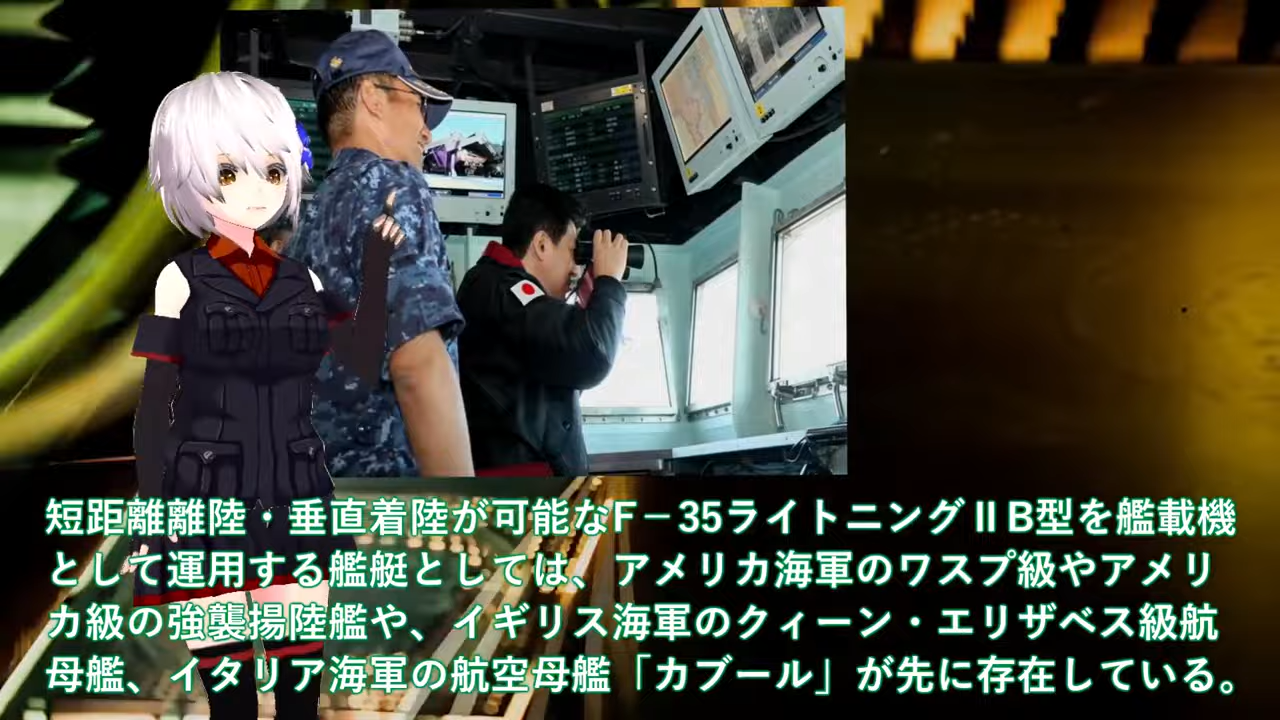 短距離離陸・垂直着陸が可能なF－35ライトニングⅡB型を艦載機
として運用する艦艇としては、アメリカ海軍のワスプ級やアメリ
カ級の強襲揚陸艦や、イギリス海軍のクィーン・エリザベス級航
母艦、イタリア海軍の航空母艦「カブール」が先に存在している。